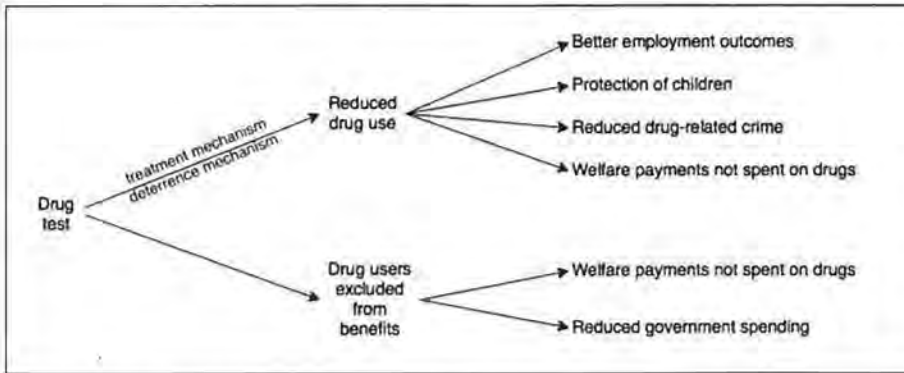 Better employment outcomes
Protection of children
Reduced
drug use
Reduced drug-related crime
treatment mechanism
deterrence mechanism
Welfare payments not spent on drugs
Drug
test
Drug users
excluded
from
benefits
Welfare payments not spent on drugs
Reduced government spending